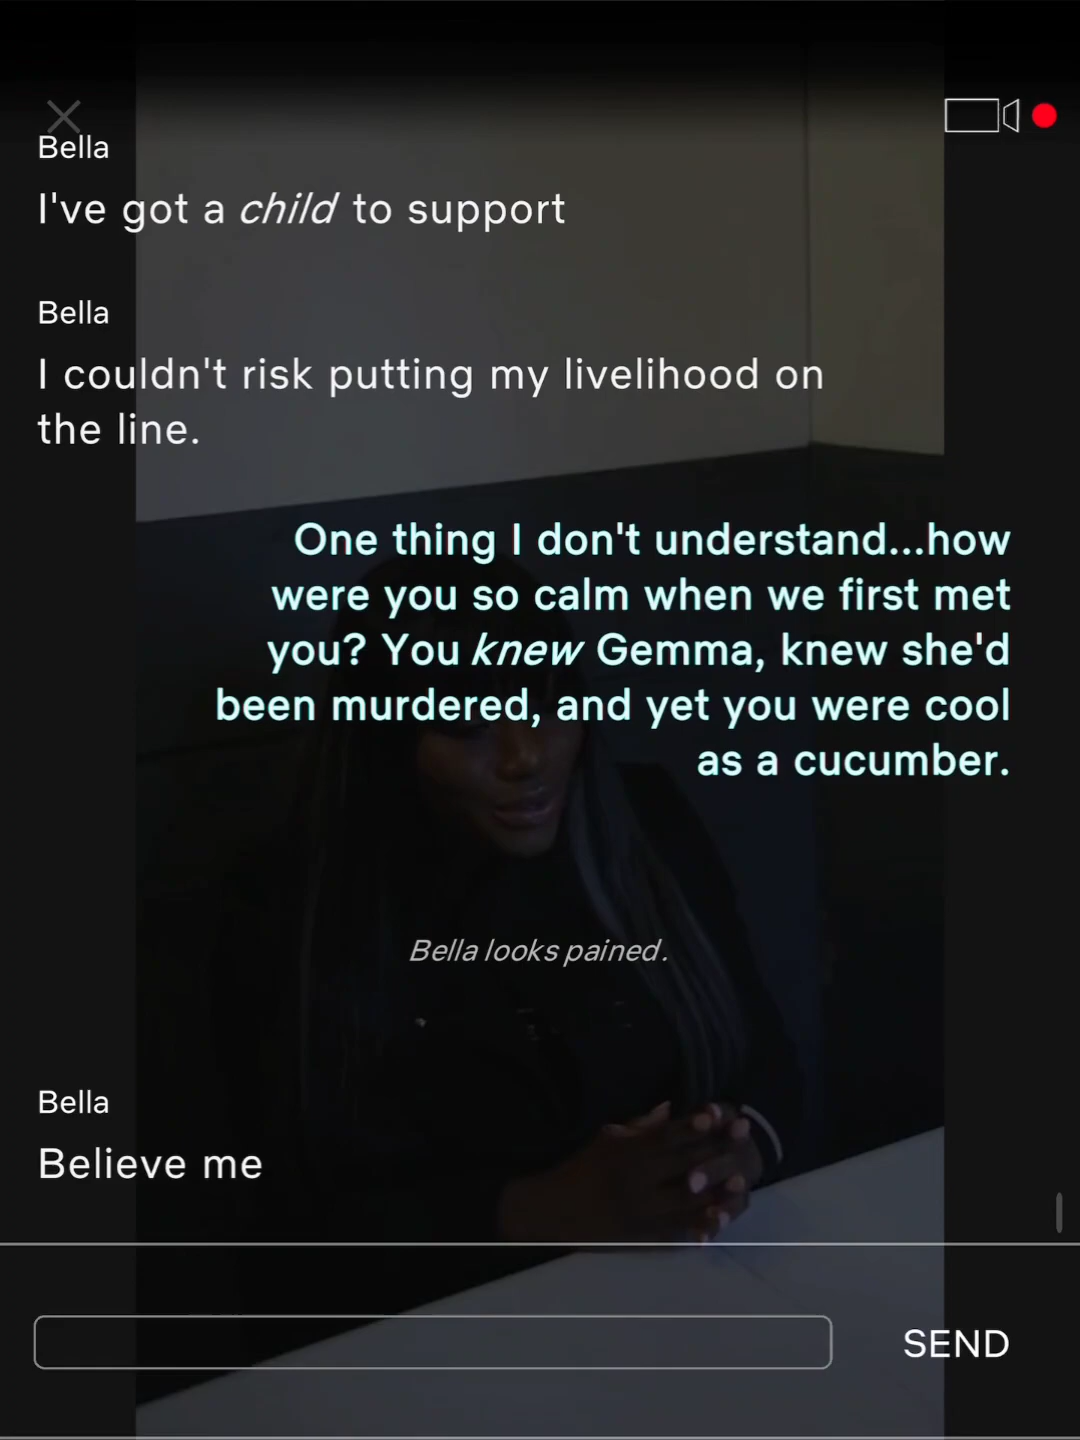 Bella
I've got a child to support
Bella
I couldn't risk putting my livelihood on
the line.
One thing I don't understand...how
were you so calm when we first met
you? You knew Gemma, knew she'd
been murdered, and yet you were cool
as a cucumber.
Bella looks pained.
Bella
Believe me
SEND